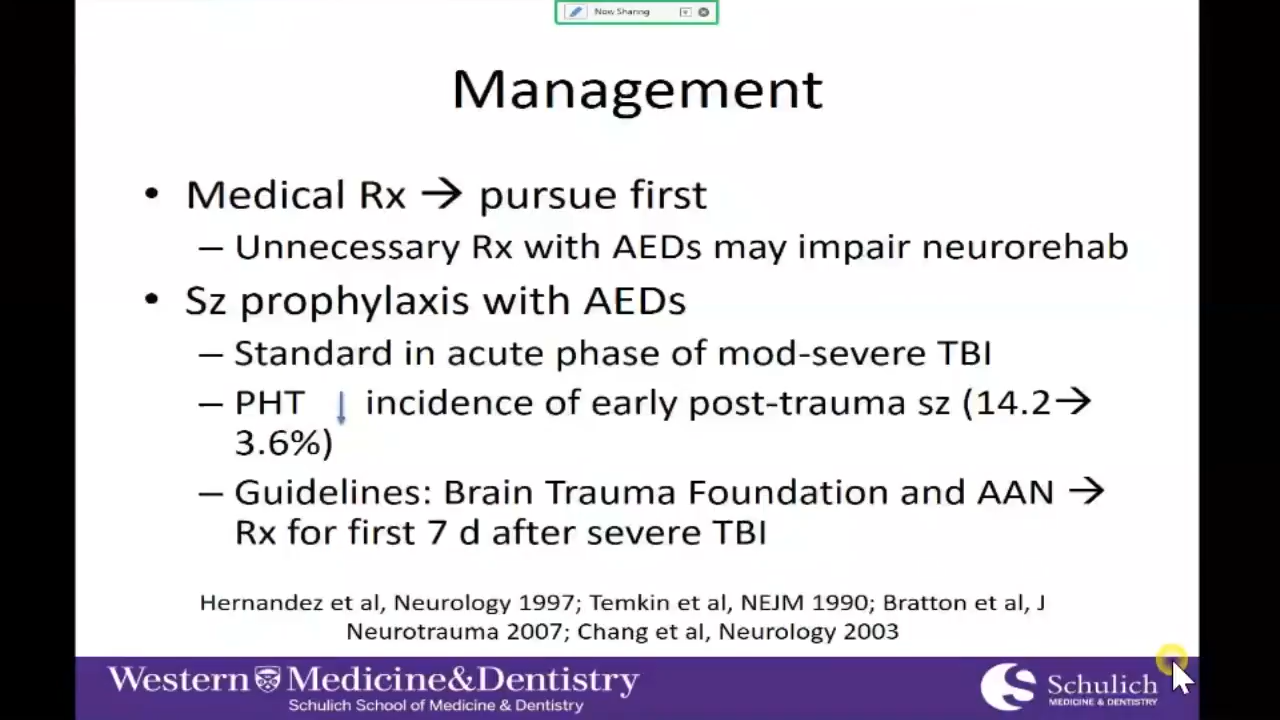 Now Sharing
Management
• Medical Rx → pursue first
– Unnecessary Rx with AEDs may impair neurorehab
• Sz prophylaxis with AEDs
– Standard in acute phase of mod-severe TBI
– PHT ↓ incidence of early post-trauma sz (14.2→
3.6%)
– Guidelines: Brain Trauma Foundation and AAN →
Rx for first 7 d after severe TBI
Hernandez et al, Neurology 1997; Temkin et al, NEJM 1990; Bratton et al, J
Neurotrauma 2007; Chang et al, Neurology 2003
Western Medicine&Dentistry
Schulich School of Medicine & Dentistry
Schulich
MEDICINE & DENTISTRY